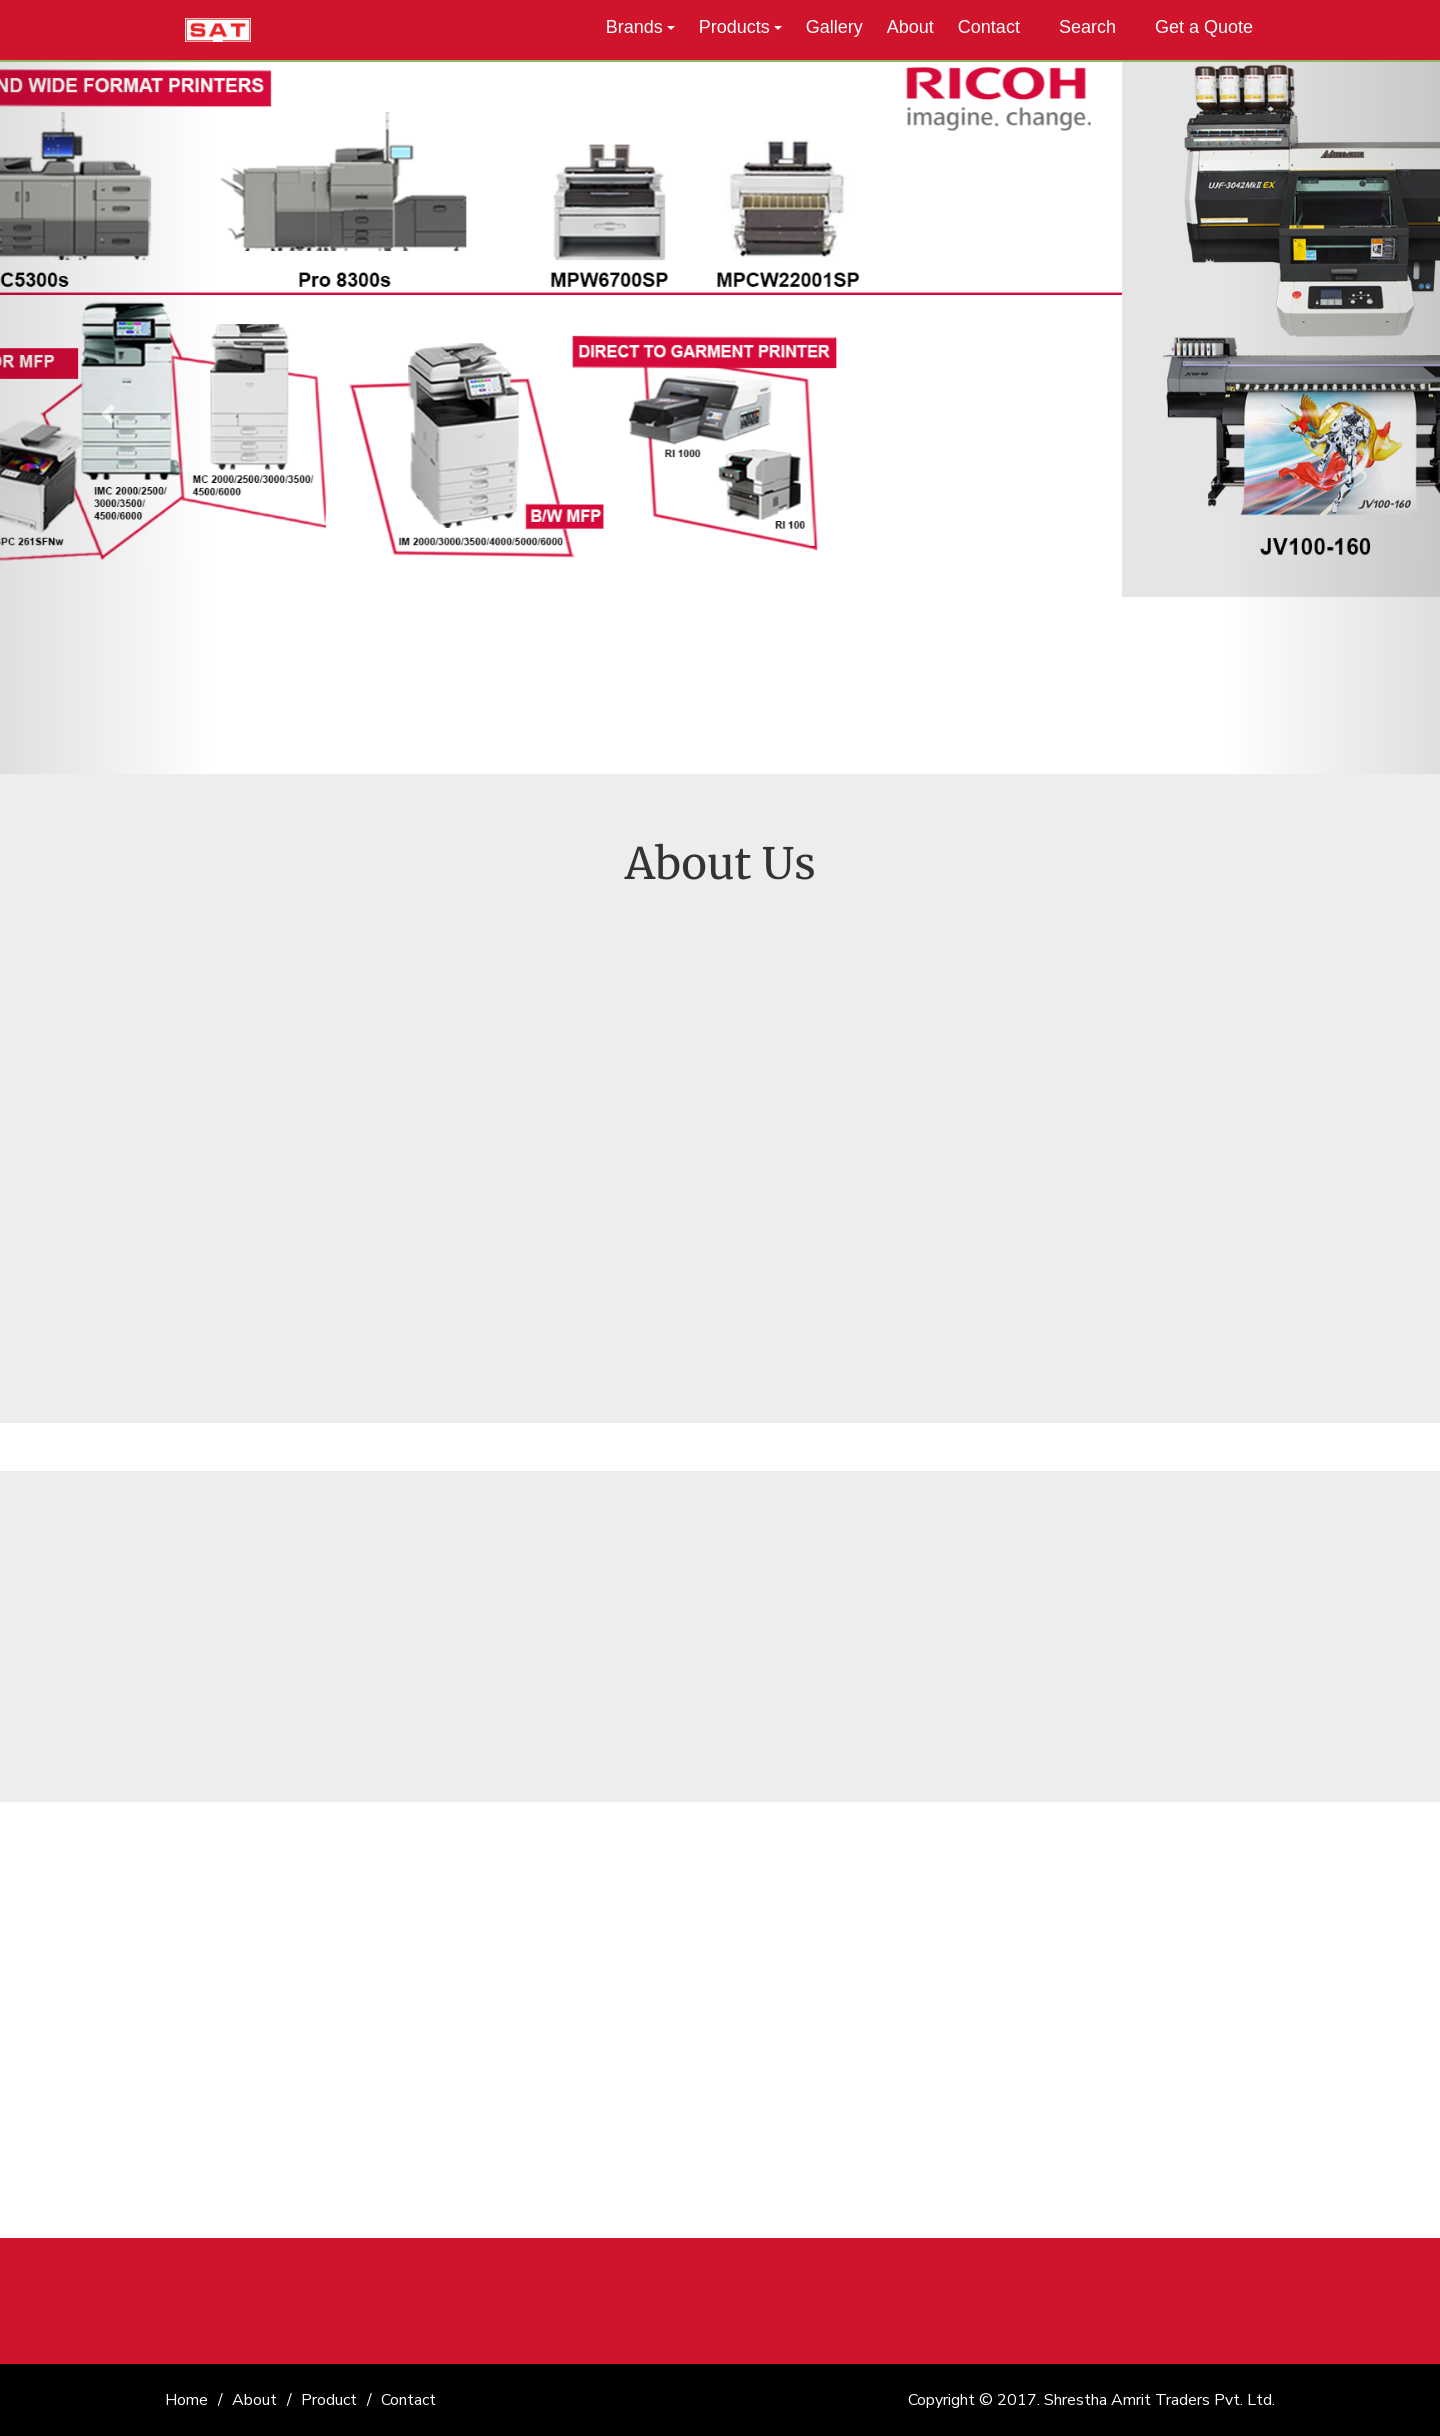 SAT
Brands Products Gallery About Contact Search Get a Quote
ND WIDE FORMAT PRINTERS
RICOH
imagine. change.
C5300s
Pro 8300s
MPW6700SP
MPCW22001SP
UJF-3042MkII EX
OR MFP
IMC 2000/2500/
3000/3500/
4500/6000
MC 2000/2500/3000/3500/
4500/6000
PC 261SFNw
IM 2000/3000/3500/4000/5000/6000
B/W MFP
DIRECT TO GARMENT PRINTER
RI 1000
RI 100
JV100-160
JV100-160
JV100-160
About Us
Home / About / Product / Contact
Copyright © 2017. Shrestha Amrit Traders Pvt. Ltd.